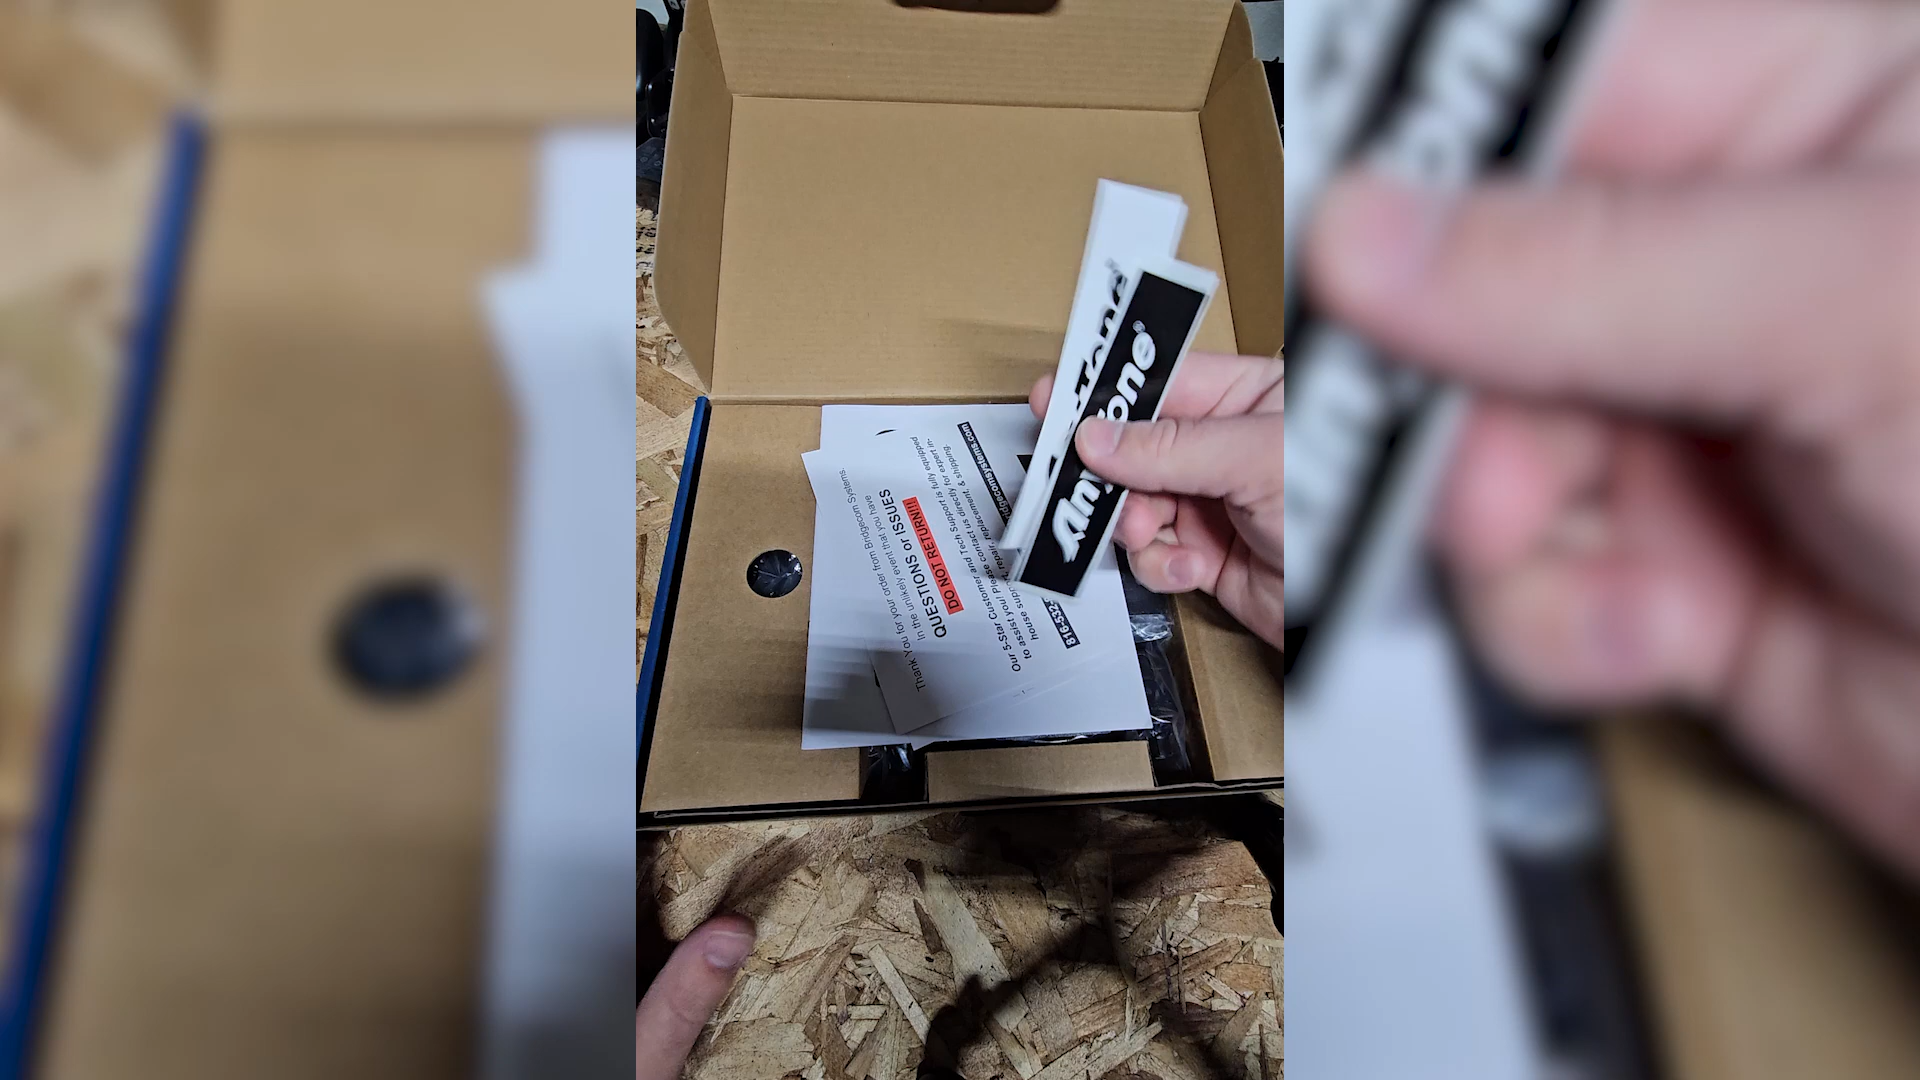 AnyTone®
Thank You for your order from Bridgecom Systems.
In the unlikely event that you have
QUESTIONS or ISSUES
DO NOT RETURN!!!
Our 5-Star Customer and Tech Support is fully equipped
to assist you! Please contact us directly for expert in-
house repair, replacement, & shipping.
816-532-